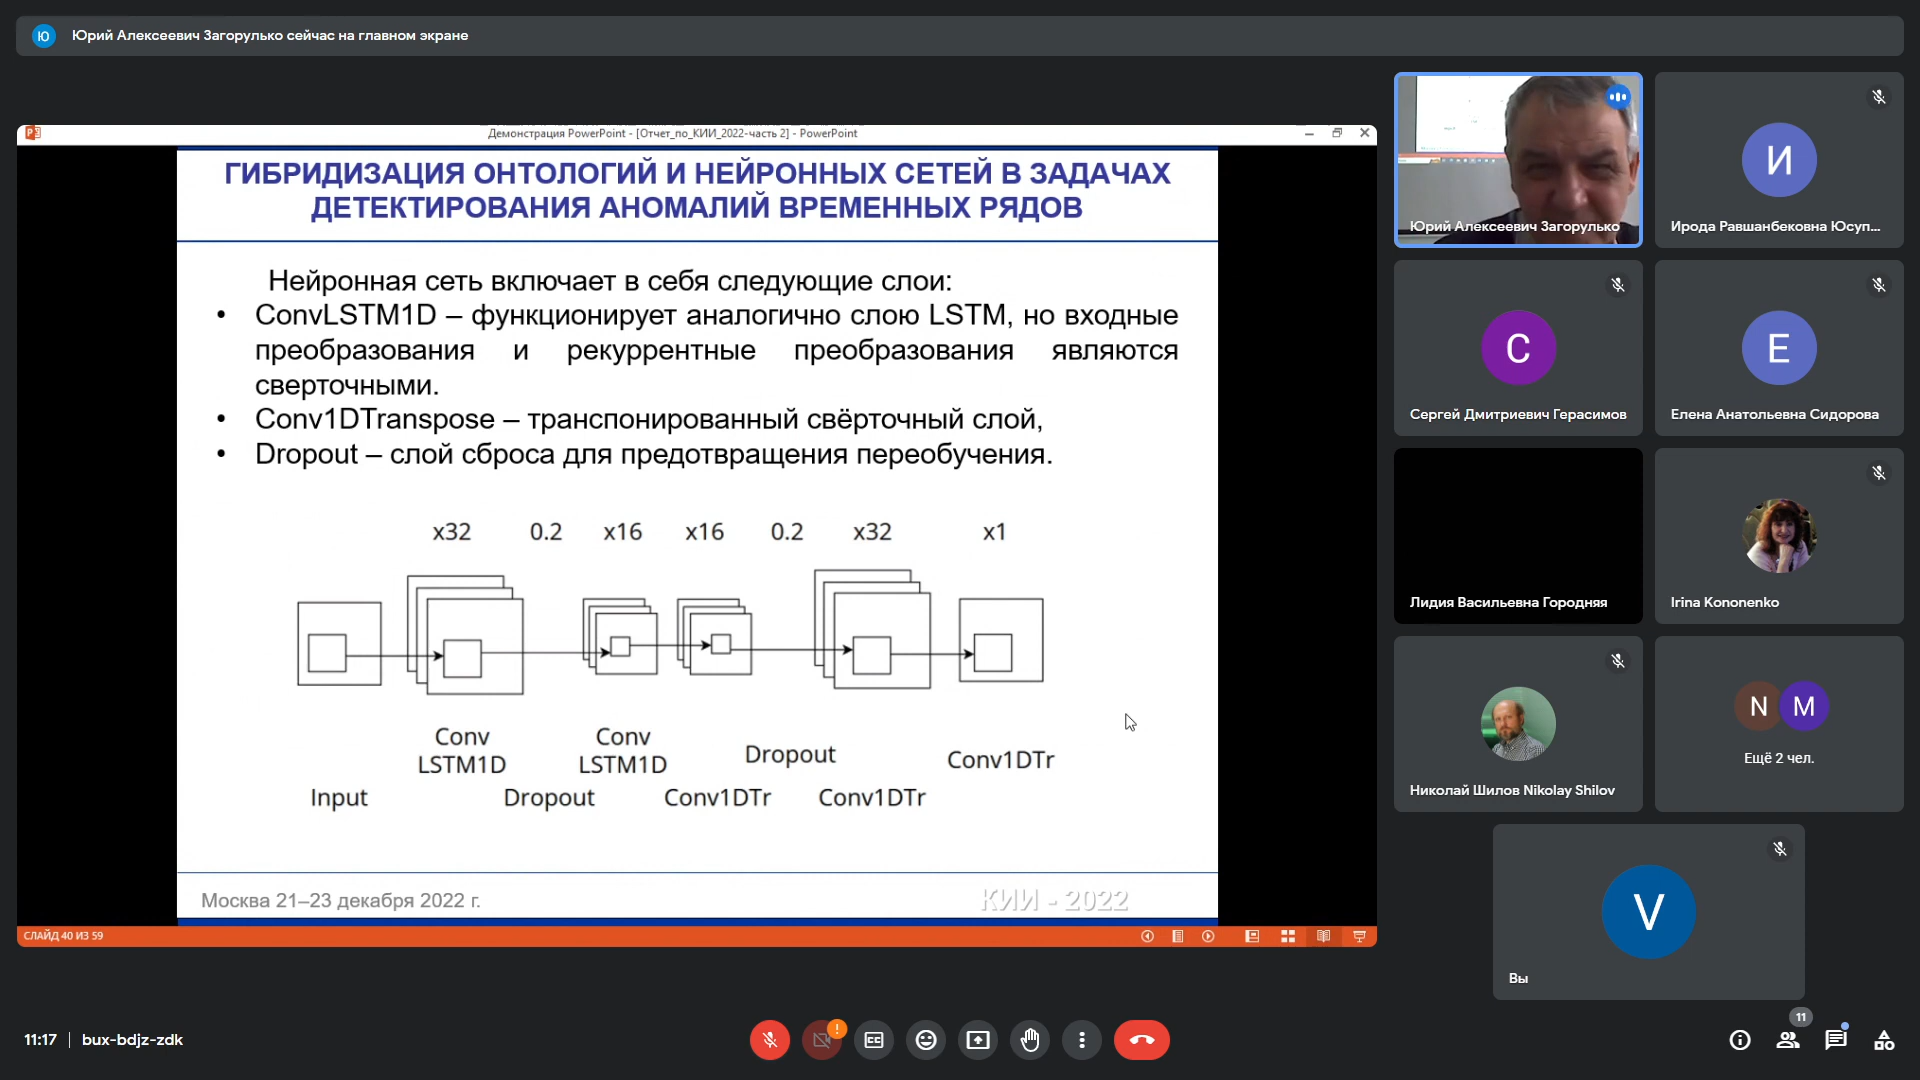 Ю
Юрий Алексеевич Загорулько сейчас на главном экране
Демонстрация PowerPoint - [Отчет_по_КИИ_2022-часть 2] - PowerPoint
ГИБРИДИЗАЦИЯ ОНТОЛОГИЙ И НЕЙРОННЫХ СЕТЕЙ В ЗАДАЧАХ
ДЕТЕКТИРОВАНИЯ АНОМАЛИЙ ВРЕМЕННЫХ РЯДОВ
Нейронная сеть включает в себя следующие слои:
• ConvLSTM1D – функционирует аналогично слою LSTM, но входные
преобразования и рекуррентные преобразования являются
сверточными.
• Conv1DTranspose – транспонированный свёрточный слой,
• Dropout – слой сброса для предотвращения переобучения.
x32 0.2 x16 x16 0.2 x32 x1
Conv
LSTM1D
Conv
LSTM1D
Dropout
Conv1DTr
Input
Dropout
Conv1DTr
Conv1DTr
Москва 21–23 декабря 2022 г.
КИИ - 2022
СЛАЙД 40 ИЗ 59
Юрий Алексеевич Загорулько
И
Ирода Равшанбековна Юсуп...
С
Сергей Дмитриевич Герасимов
Е
Елена Анатольевна Сидорова
Лидия Васильевна Городняя
Irina Kononenko
Николай Шилов Nikolay Shilov
N
M
Ещё 2 чел.
V
Вы
11:17
bux-bdjz-zdk
!
CC
11